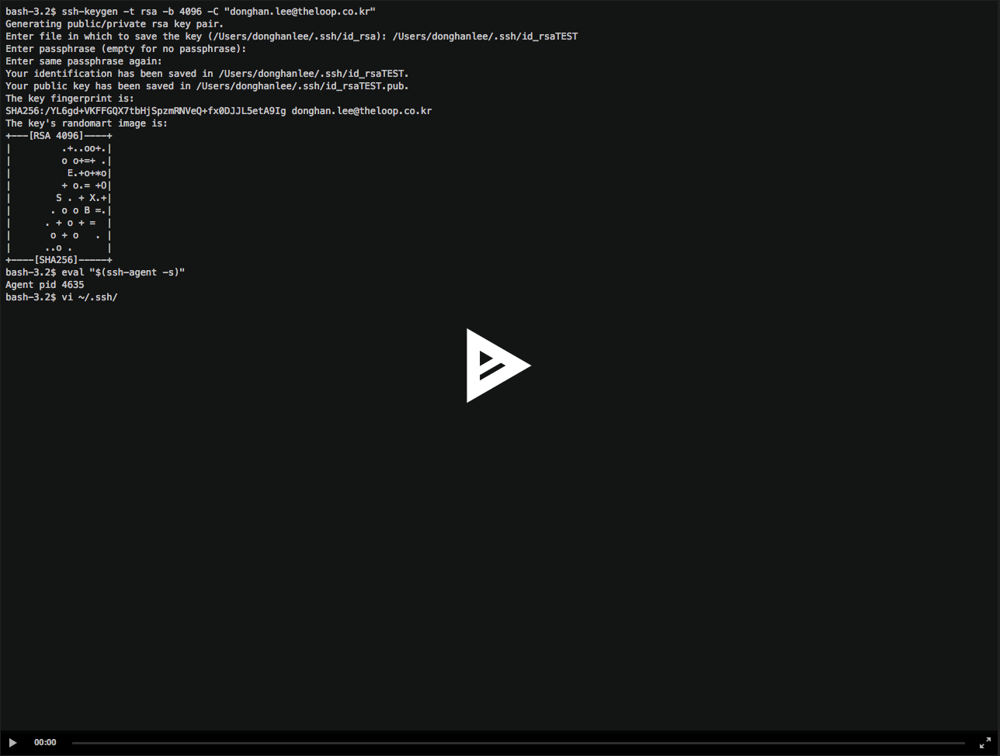 bash-3.2$ ssh-keygen -t rsa -b 4096 -C "donghan.lee@theloop.co.kr"
Generating public/private rsa key pair.
Enter file in which to save the key (/Users/donghanlee/.ssh/id_rsa): /Users/donghanlee/.ssh/id_rsaTEST
Enter passphrase (empty for no passphrase):
Enter same passphrase again:
Your identification has been saved in /Users/donghanlee/.ssh/id_rsaTEST.
Your public key has been saved in /Users/donghanlee/.ssh/id_rsaTEST.pub.
The key fingerprint is:
SHA256:/YL6gd+VKFFGQX7tbHjSpzmRNVeQ+fx0DJJL5etA9Ig donghan.lee@theloop.co.kr
The key's randomart image is:
+---[RSA 4096]----+
|         .+..oo+.|
|         o o+=+ .|
|          E.+o+*o|
|         + o.= +O|
|        S . + X.+|
|       . o o B =.|
|      . + o + =  |
|       o + o   . |
|      ..o .      |
+----[SHA256]-----+
bash-3.2$ eval "$(ssh-agent -s)"
Agent pid 4635
bash-3.2$ vi ~/.ssh/
00:00